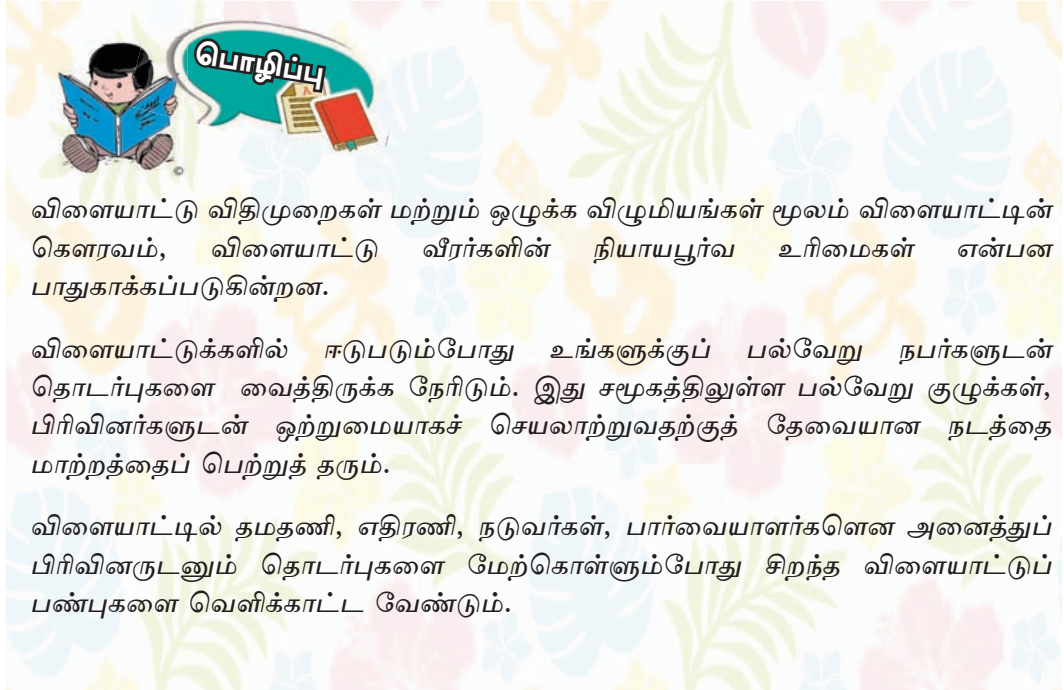 பொழிப்பு
விளையாட்டு விதிமுறைகள் மற்றும் ஒழுக்க விழுமியங்கள் மூலம் விளையாட்டின்
கௌரவம், விளையாட்டு வீரர்களின் நியாயபூர்வ உரிமைகள் என்பன
பாதுகாக்கப்படுகின்றன.
விளையாட்டுக்களில் ஈடுபடும்போது உங்களுக்குப் பல்வேறு நபர்களுடன்
தொடர்புகளை வைத்திருக்க நேரிடும். இது சமூகத்திலுள்ள பல்வேறு குழுக்கள்,
பிரிவினர்களுடன் ஒற்றுமையாகச் செயலாற்றுவதற்குத் தேவையான நடத்தை
மாற்றத்தைப் பெற்றுத் தரும்.
விளையாட்டில் தமதணி, எதிரணி, நடுவர்கள், பார்வையாளர்களென அனைத்துப்
பிரிவினருடனும் தொடர்புகளை மேற்கொள்ளும்போது சிறந்த விளையாட்டுப்
பண்புகளை வெளிக்காட்ட வேண்டும்.